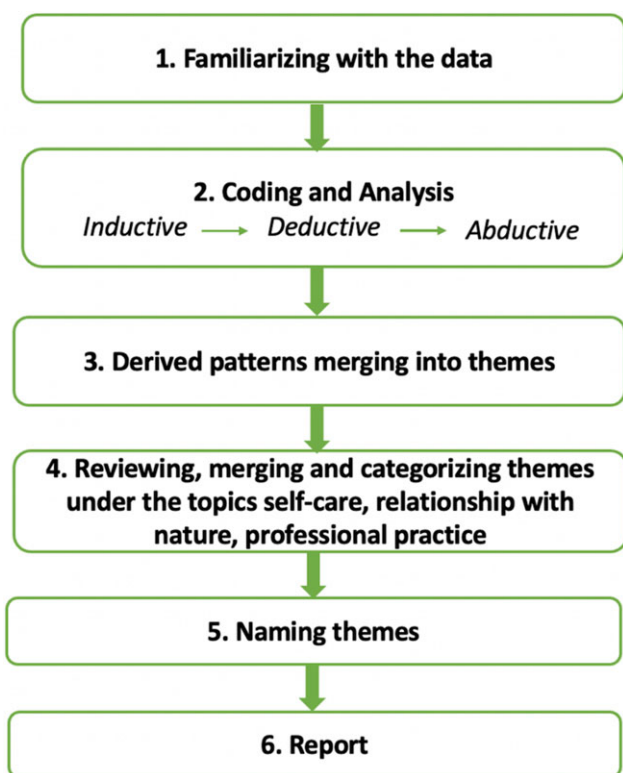 1. Familiarizing with the data
2. Coding and Analysis
Inductive Deductive Abductive
3. Derived patterns merging into themes
4. Reviewing, merging and categorizing themes
under the topics self-care, relationship with
nature, professional practice
5. Naming themes
6. Report